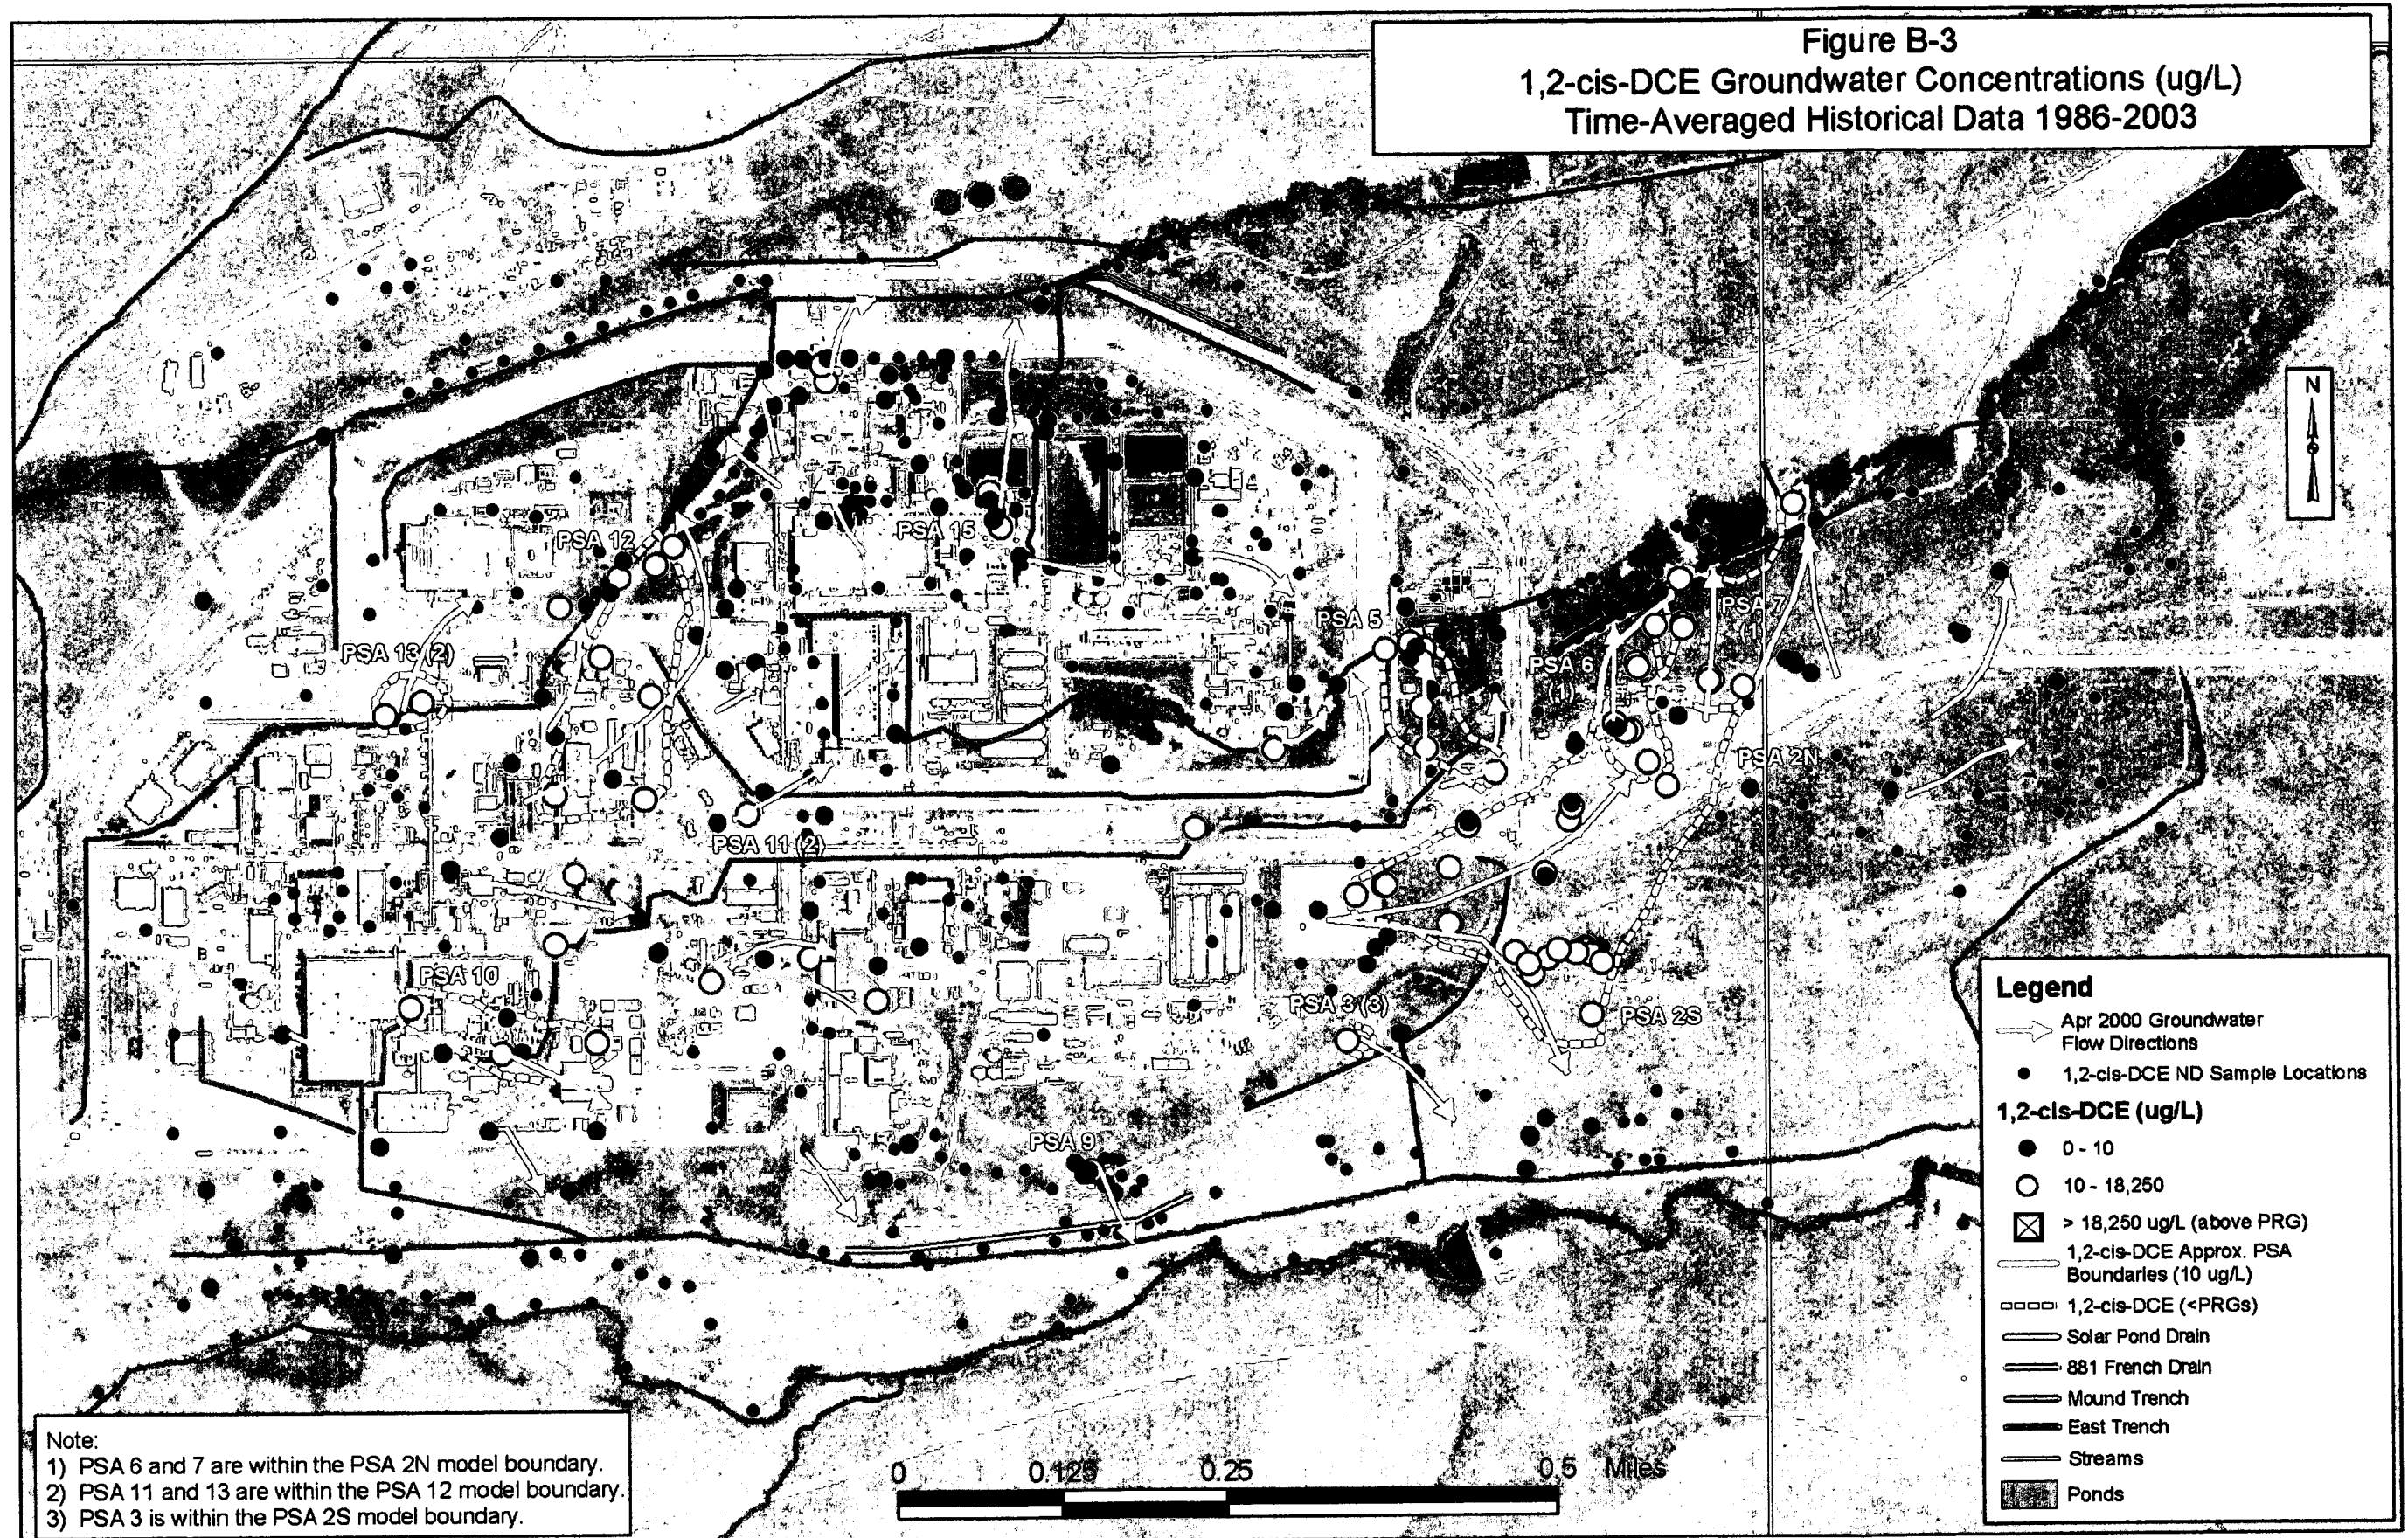 Figure B-3
1,2-cis-DCE Groundwater Concentrations (ug/L)
Time-Averaged Historical Data 1986-2003
N
PSA 12
PSA 15
PSA 5
PSA 7
(1)
PSA 13 (2)
PSA 6
(1)
PSA 2N
PSA 11 (2)
PSA 10
PSA 3 (3)
PSA 2S
PSA 9
Legend
Apr 2000 Groundwater
Flow Directions
1,2-cis-DCE ND Sample Locations
1,2-cis-DCE (ug/L)
0 - 10
10 - 18,250
> 18,250 ug/L (above PRG)
1,2-cis-DCE Approx. PSA
Boundaries (10 ug/L)
1,2-cis-DCE (<PRGs)
Solar Pond Drain
881 French Drain
Mound Trench
East Trench
Streams
Ponds
Note:
1) PSA 6 and 7 are within the PSA 2N model boundary.
2) PSA 11 and 13 are within the PSA 12 model boundary.
3) PSA 3 is within the PSA 2S model boundary.
0 0.125 0.25 0.5 Miles